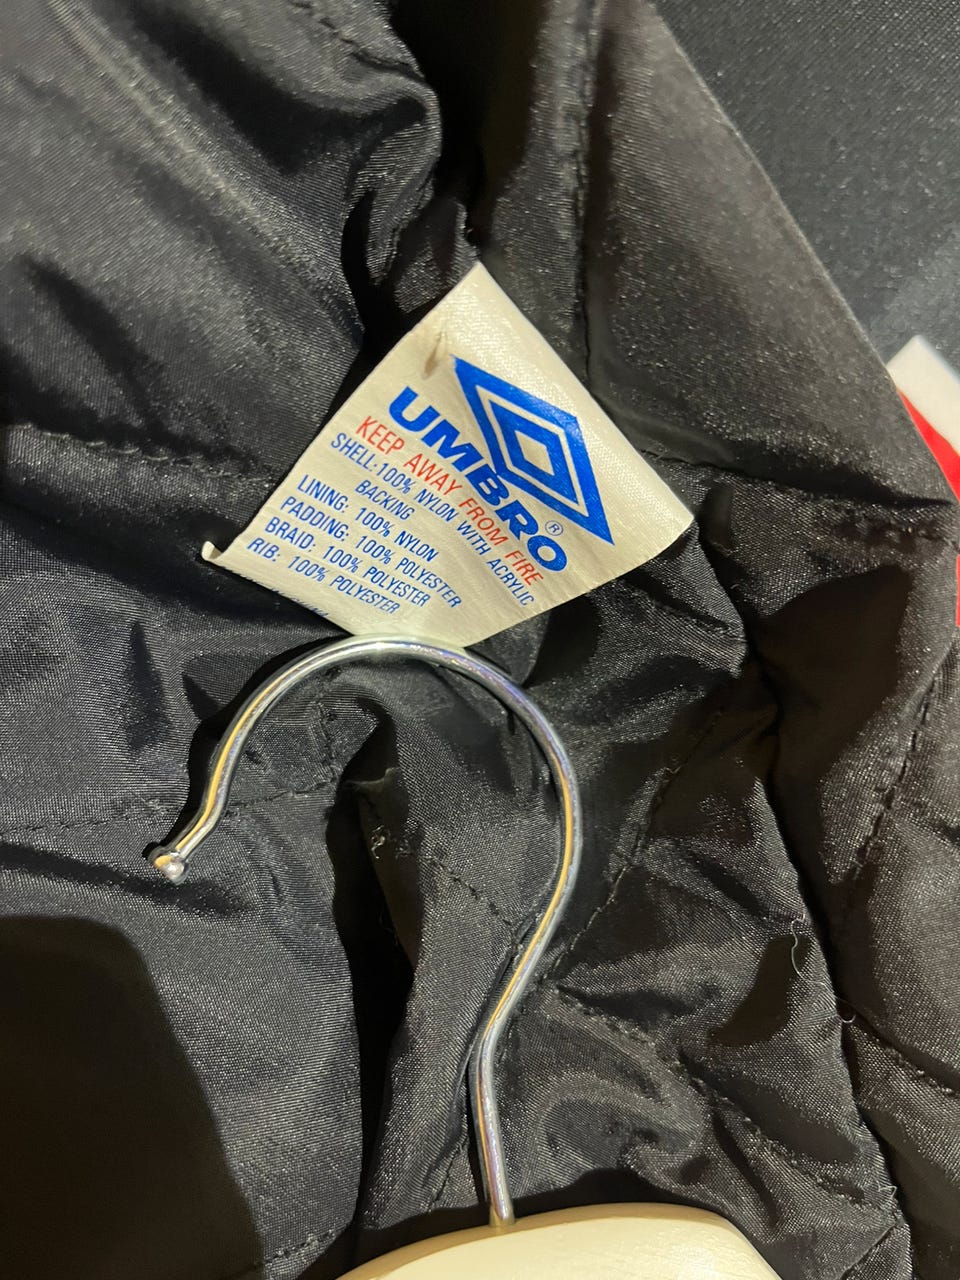 UMBRO®
KEEP AWAY FROM FIRE
SHELL:100% NYLON WITH ACRYLIC
BACKING
LINING: 100% NYLON
PADDING: 100% POLYESTER
BRAID: 100% POLYESTER
RIB: 100% POLYESTER